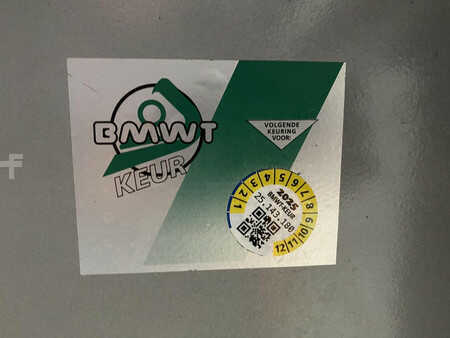 BMWT
KEUR
VOLGENDE
KEURING
VOOR:
1 2 3 4 5 6 7 8 9 10 11 12
2025
BMWT-KEUR
25.143.180